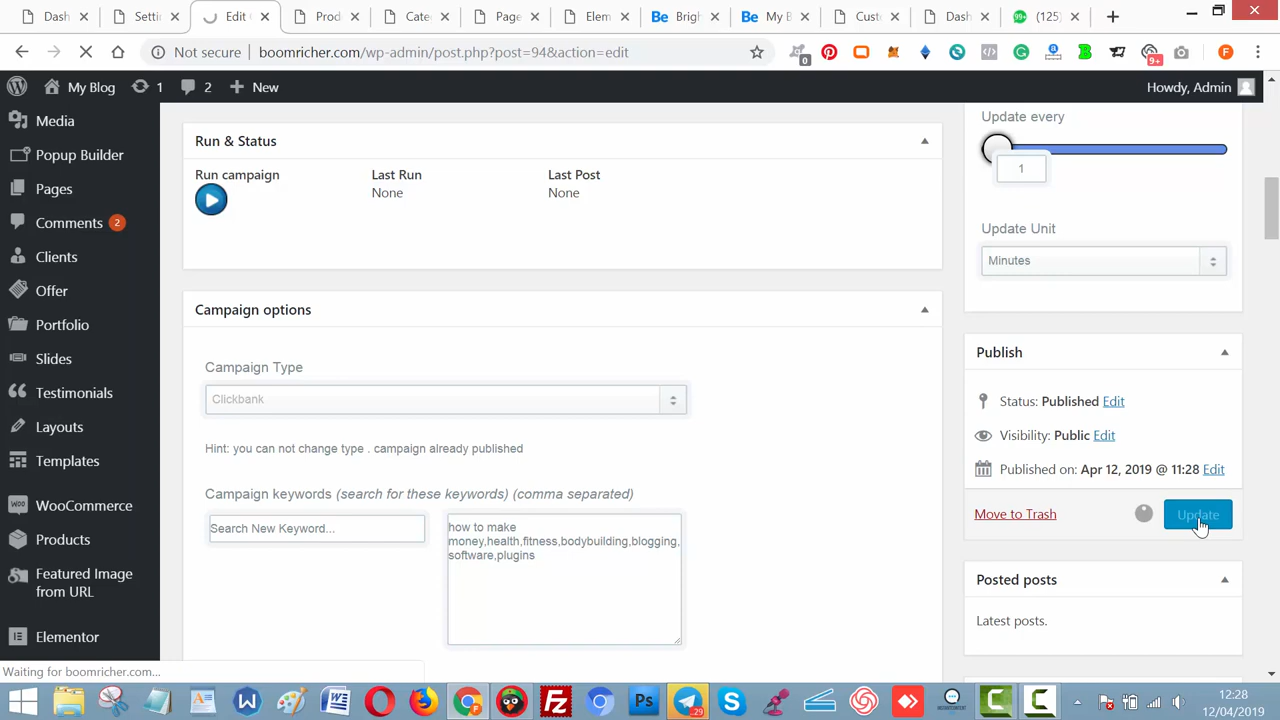 Dash
Setti
Edit C
Prod
Cate
Page
Elem
Brigh
My B
Cust
Dash
(125)
Not secure
boomricher.com/wp-admin/post.php?post=94&action=edit
0
9+
F
My Blog
1
2
New
Howdy, Admin
Media
Popup Builder
Pages
Comments 2
Clients
Offer
Portfolio
Slides
Testimonials
Layouts
Templates
WooCommerce
Products
Featured Image
from URL
Elementor
Run & Status
Run campaign
Last Run
None
Last Post
None
Campaign options
Campaign Type
Clickbank
Hint: you can not change type . campaign already published
Campaign keywords (search for these keywords) (comma separated)
Search New Keyword...
how to make
money,health,fitness,bodybuilding,blogging,
software,plugins
Update every
1
Update Unit
Minutes
Publish
Status: Published Edit
Visibility: Public Edit
Published on: Apr 12, 2019 @ 11:28 Edit
Move to Trash
Update
Posted posts
Latest posts.
Waiting for boomricher.com...
12:28
12/04/2019